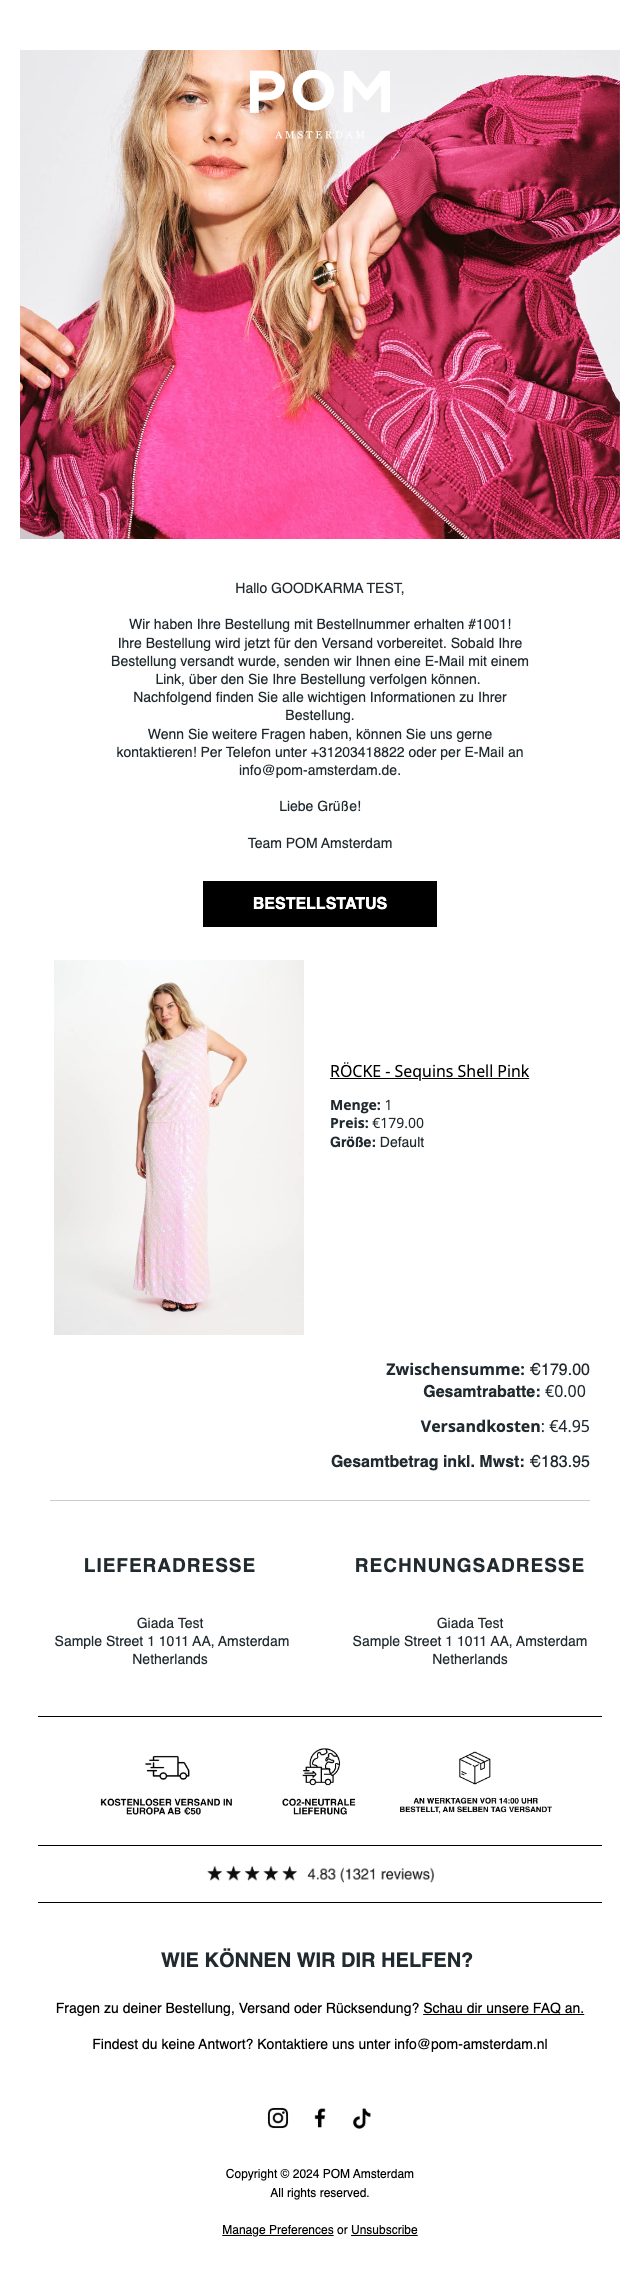 POM
AMSTERDAM
Hallo GOODKARMA TEST,
Wir haben Ihre Bestellung mit Bestellnummer erhalten #1001!
Ihre Bestellung wird jetzt für den Versand vorbereitet. Sobald Ihre
Bestellung versandt wurde, senden wir Ihnen eine E-Mail mit einem
Link, über den Sie Ihre Bestellung verfolgen können.
Nachfolgend finden Sie alle wichtigen Informationen zu Ihrer
Bestellung.
Wenn Sie weitere Fragen haben, können Sie uns gerne
kontaktieren! Per Telefon unter +31203418822 oder per E-Mail an
info@pom-amsterdam.de.
Liebe Grüße!
Team POM Amsterdam
BESTELLSTATUS
RÖCKE - Sequins Shell Pink
Menge: 1
Preis: €179.00
Größe: Default
Zwischensumme: €179.00
Gesamtrabatte: €0.00
Versandkosten: €4.95
Gesamtbetrag inkl. Mwst: €183.95
LIEFERADRESSE
Giada Test
Sample Street 1 1011 AA, Amsterdam
Netherlands
RECHNUNGSADRESSE
Giada Test
Sample Street 1 1011 AA, Amsterdam
Netherlands
KOSTENLOSER VERSAND IN
EUROPA AB €50
CO2-NEUTRALE
LIEFERUNG
AN WERKTAGEN VOR 14:00 UHR
BESTELLT, AM SELBEN TAG VERSANDT
★★★★★ 4.83 (1321 reviews)
WIE KÖNNEN WIR DIR HELFEN?
Fragen zu deiner Bestellung, Versand oder Rücksendung? Schau dir unsere FAQ an.
Findest du keine Antwort? Kontaktiere uns unter info@pom-amsterdam.nl
Copyright © 2024 POM Amsterdam
All rights reserved.
Manage Preferences or Unsubscribe